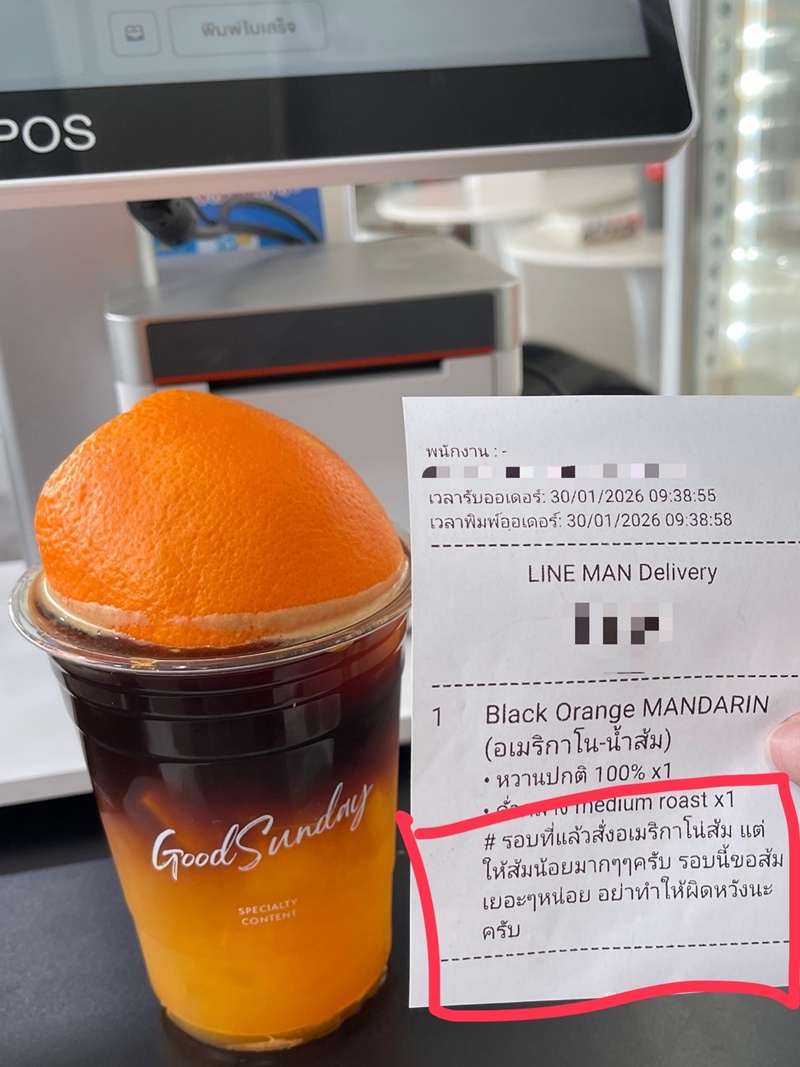 พิมพ์ใบเสร็จ
POS
พนักงาน : -
เวลารับออเดอร์: 30/01/2026 09:38:55
เวลาพิมพ์ออเดอร์: 30/01/2026 09:38:58
LINE MAN Delivery
1 Black Orange MANDARIN
(อเมริกาโน-น้ำส้ม)
• หวานปกติ 100% x1
• คั่วกลาง medium roast x1
# รอบที่แล้วสั่งอเมริกาโน่ส้ม แต่
ให้ส้มน้อยมากๆๆครับ รอบนี้ขอส้ม
เยอะๆหน่อย อย่าทำให้ผิดหวังนะ
ครับ
GoodSunday
SPECIALTY
CONTENT